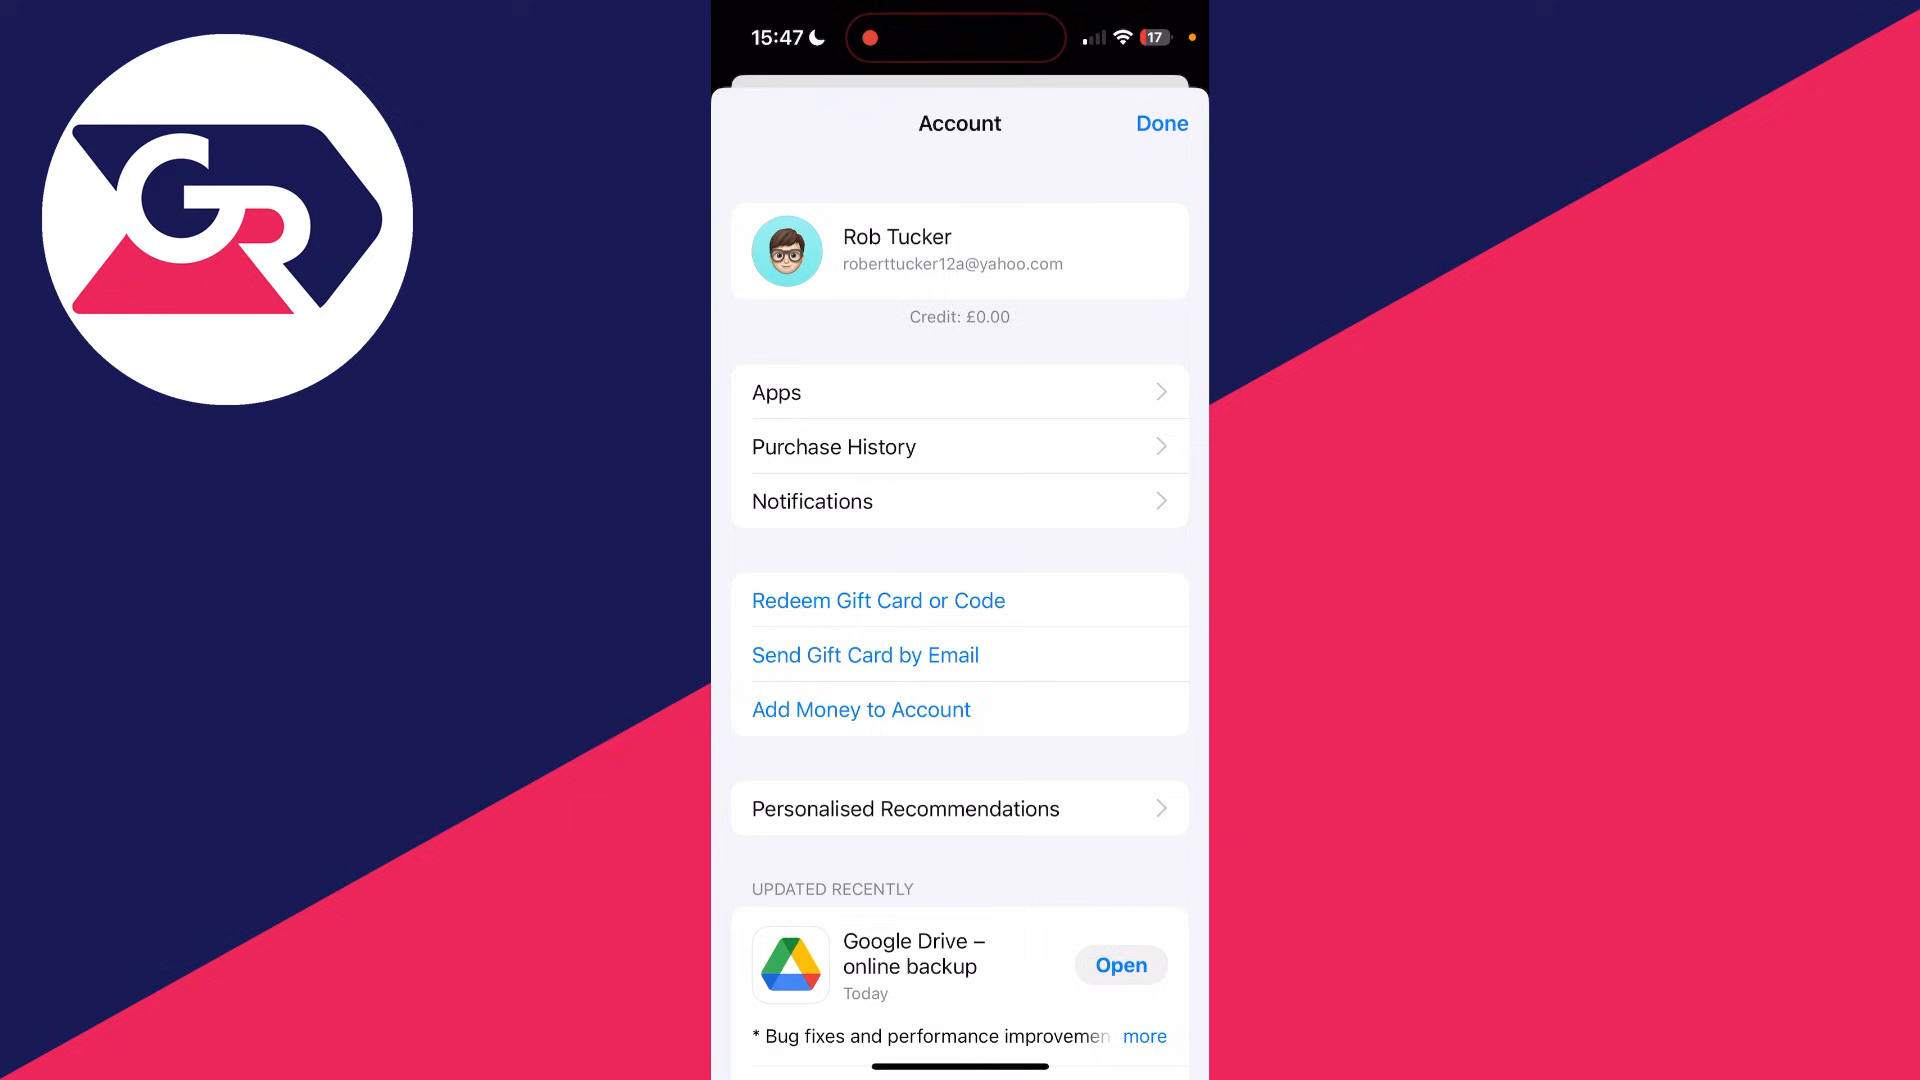 GR
15:47
17
Account
Done
Rob Tucker
roberttucker12a@yahoo.com
Credit: £0.00
Apps
Purchase History
Notifications
Redeem Gift Card or Code
Send Gift Card by Email
Add Money to Account
Personalised Recommendations
UPDATED RECENTLY
Google Drive –
online backup
Open
Today
* Bug fixes and performance improvemen more